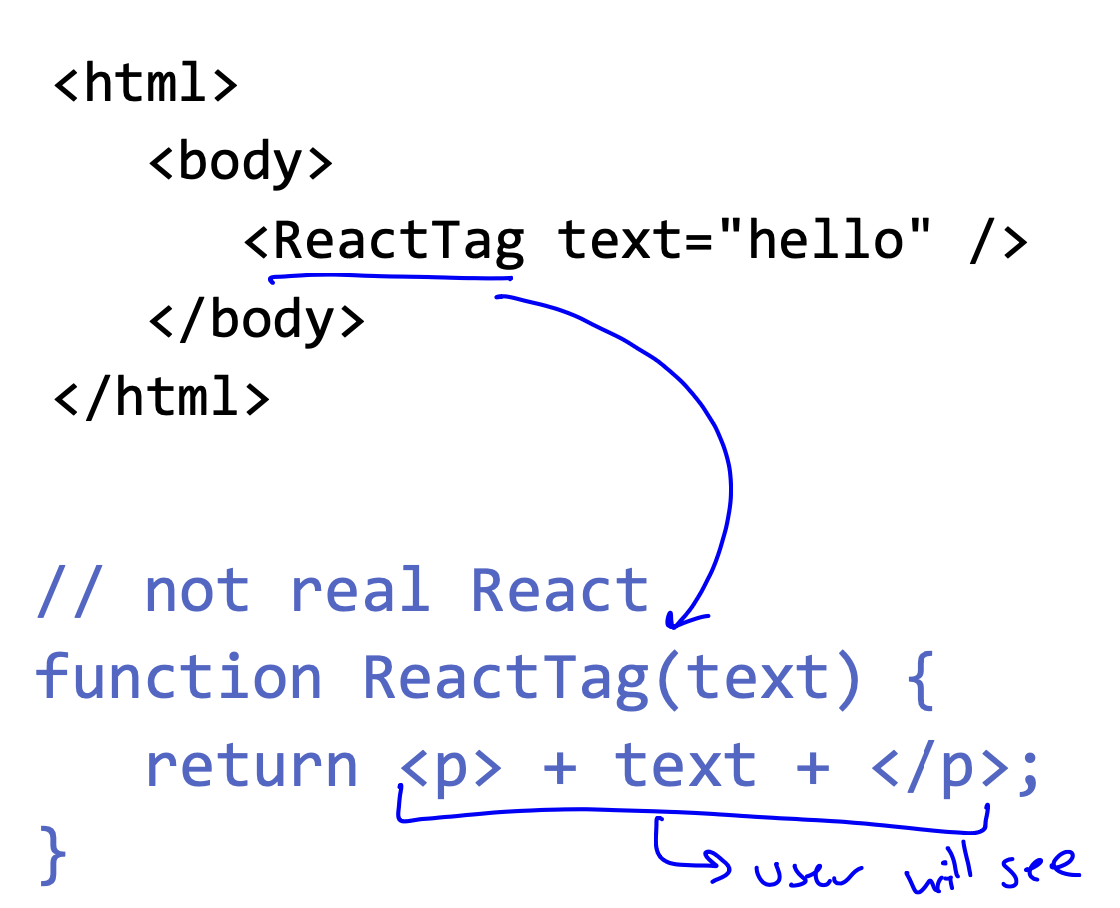 <html>
<body>
<ReactTag text="hello" />
</body>
</html>
// not real React
function ReactTag(text) {
return <p> + text + </p>;
}
user will see